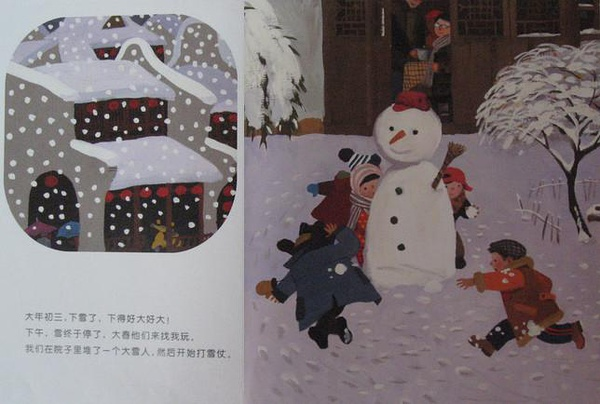 大年初三,下雪了,下得好大好大!
下午,雪终于停了,大春他们来找我玩。
我们在院子里堆了一个大雪人,然后开始打雪仗。